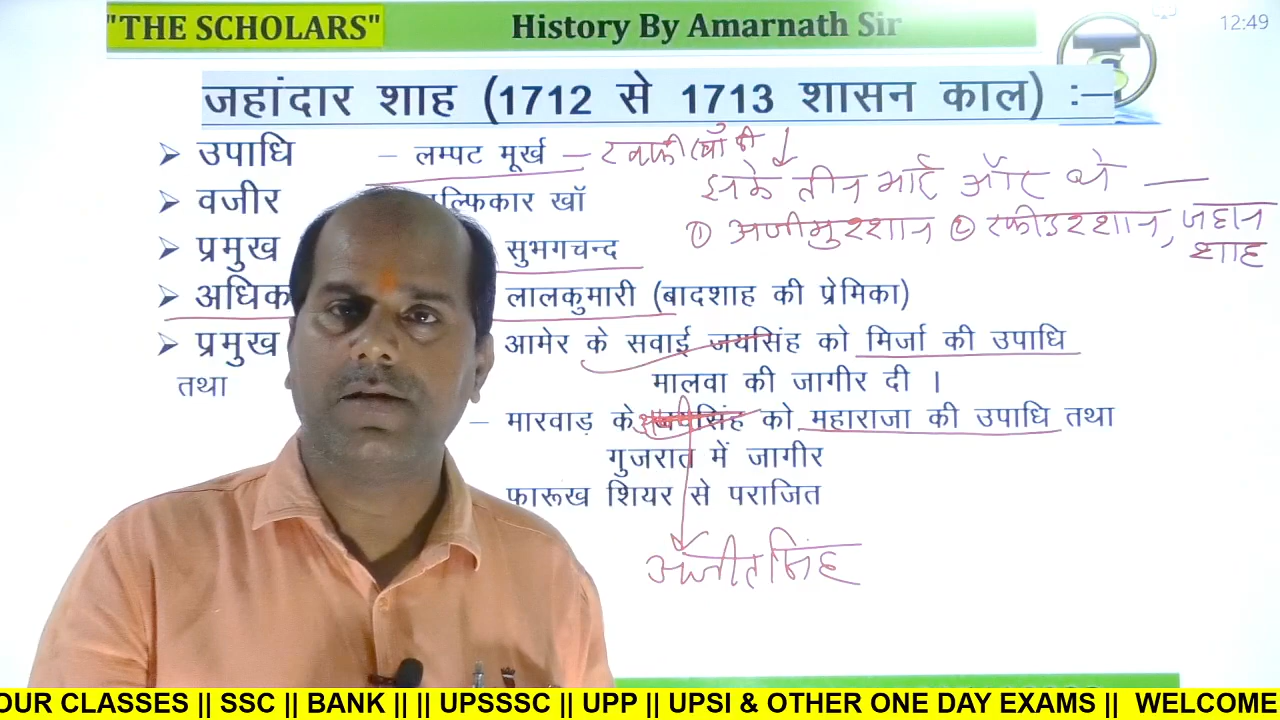 "THE SCHOLARS" History By Amarnath Sir 12:49
जहांदार शाह (1712 से 1713 शासन काल) :–
➢ उपाधि – लम्पट मूर्ख –
इनके तीन भाई और थे —
➢ वजीर ल्फिकार खॉ
① अजीमुश्शान ② रफीउश्शान, जहान शाह
➢ प्रमुख सुभगचन्द
➢ अधिक लालकुमारी (बादशाह की प्रेमिका)
➢ प्रमुख आमेर के सवाई जयसिंह को मिर्जा की उपाधि
तथा मालवा की जागीर दी ।
– मारवाड़ के जयसिंह को महाराजा की उपाधि तथा
गुजरात में जागीर
फारूख शियर से पराजित
अजीतसिंह
OUR CLASSES || SSC || BANK || || UPSSSC || UPP || UPSI & OTHER ONE DAY EXAMS || WELCOME